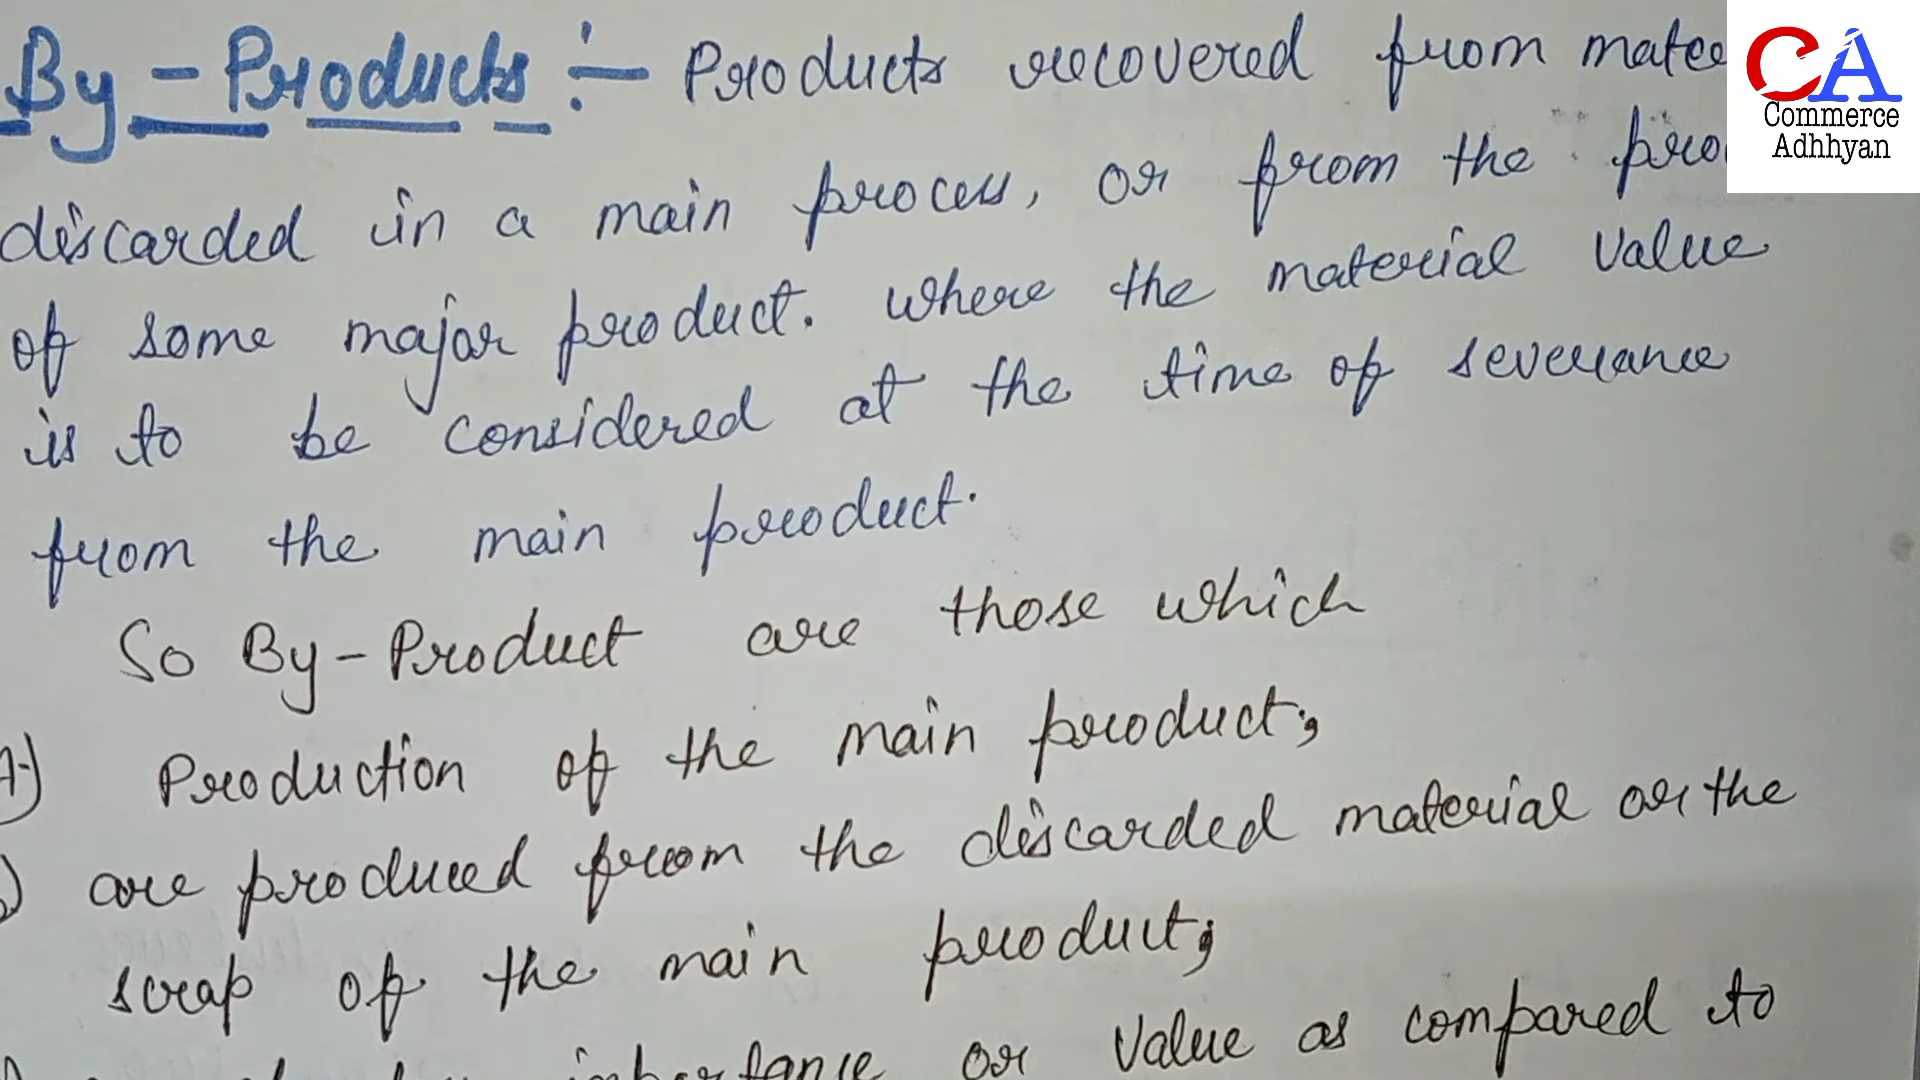 By-Products :- Products recovered from
discarded in a main process, or from the
of some major product. where the material value
is to be considered at the time of severance
from the main product.
So By-Product are those which
Production of the main product;
are produced from the discarded material or the
scrap of the main product;
importance or value as compared to
CA
Commerce
Adhhyan